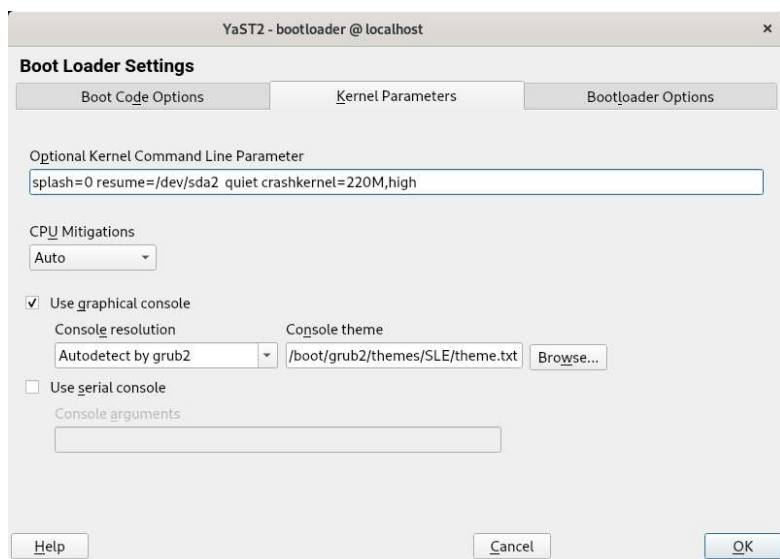 YaST2 - bootloader @ localhost ×
Boot Loader Settings
Boot Code Options Kernel Parameters Bootloader Options
Optional Kernel Command Line Parameter
splash=0 resume=/dev/sda2 quiet crashkernel=220M,high
CPU Mitigations
Auto
Use graphical console
Console resolution Console theme
Autodetect by grub2 /boot/grub2/themes/SLE/theme.txt Browse...
Use serial console
Console arguments
Help Cancel OK